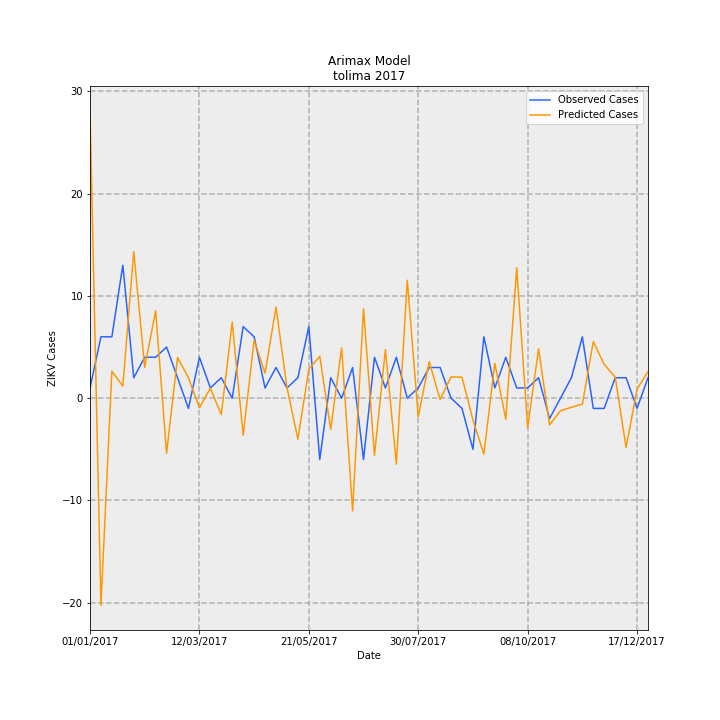 Arimax Model
tolima 2017
Observed Cases
Predicted Cases
ZIKV Cases
30
20
10
0
−10
−20
01/01/2017
12/03/2017
21/05/2017
30/07/2017
08/10/2017
17/12/2017
Date